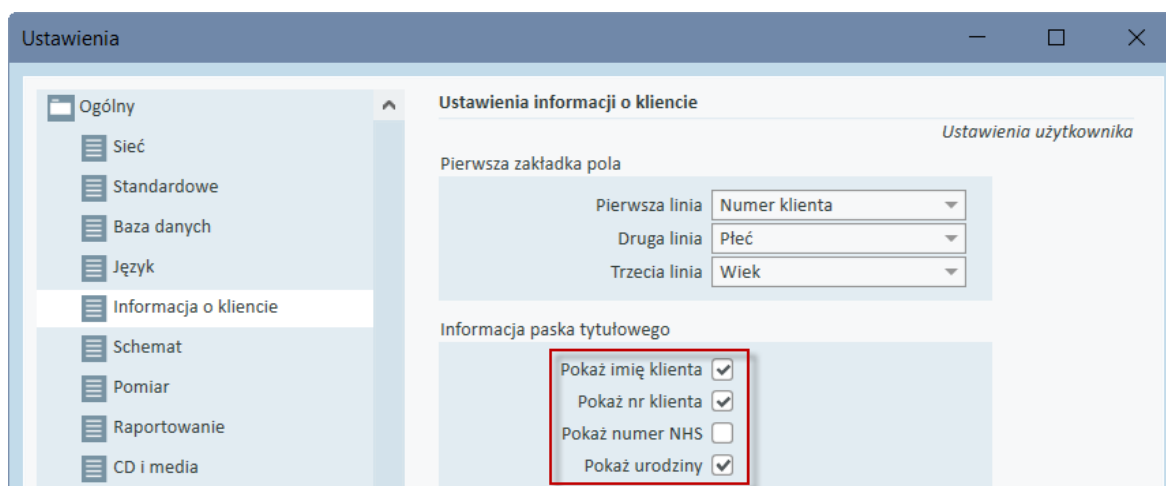 Ustawienia
Ogólny
Sieć
Standardowe
Baza danych
Język
Informacja o kliencie
Schemat
Pomiar
Raportowanie
CD i media
Ustawienia informacji o kliencie
Ustawienia użytkownika
Pierwsza zakładka pola
Pierwsza linia Numer klienta
Druga linia Płeć
Trzecia linia Wiek
Informacja paska tytułowego
Pokaż imię klienta
Pokaż nr klienta
Pokaż numer NHS
Pokaż urodziny